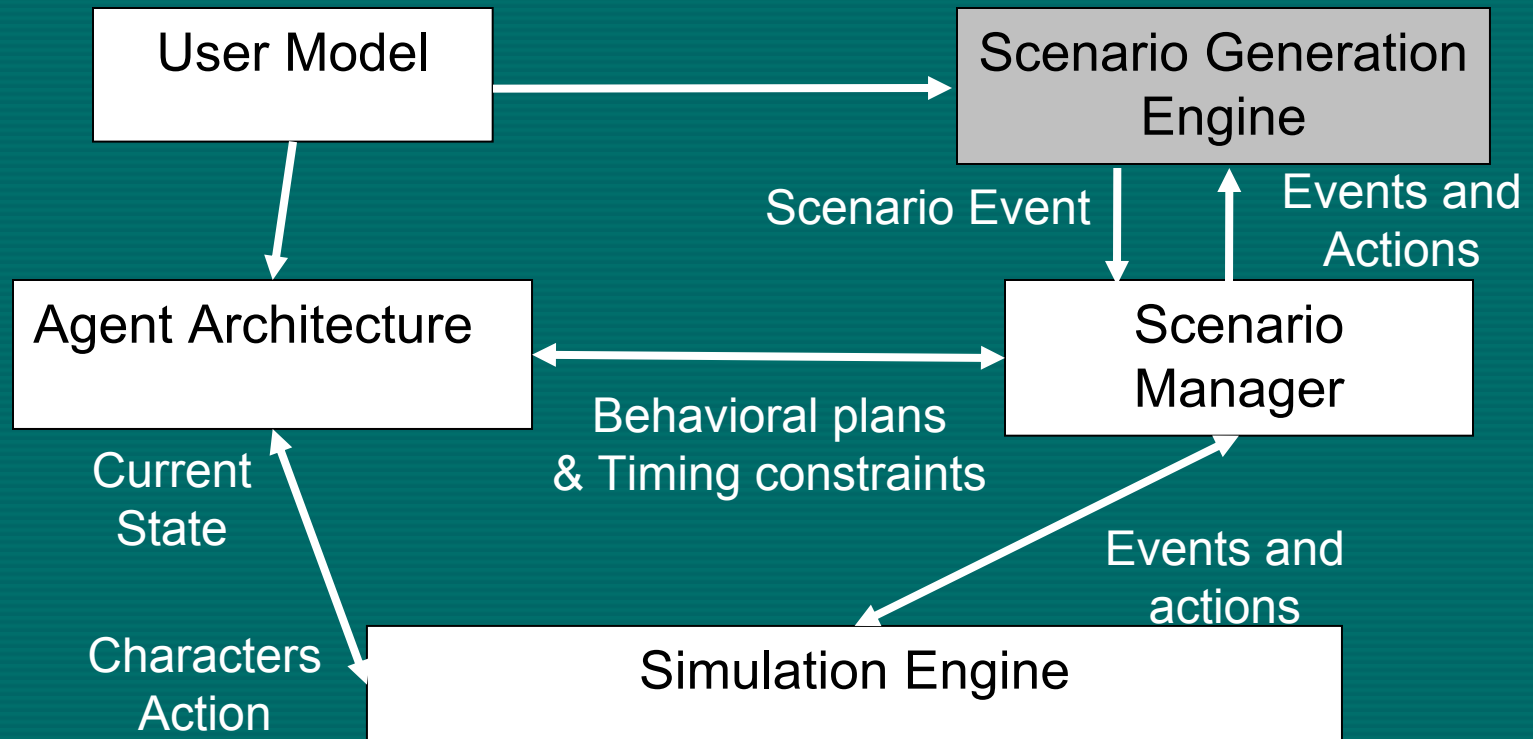 User Model
Scenario Generation
Engine
Scenario Event
Events and
Actions
Agent Architecture
Scenario
Manager
Behavioral plans
& Timing constraints
Current
State
Events and
actions
Characters
Action
Simulation Engine